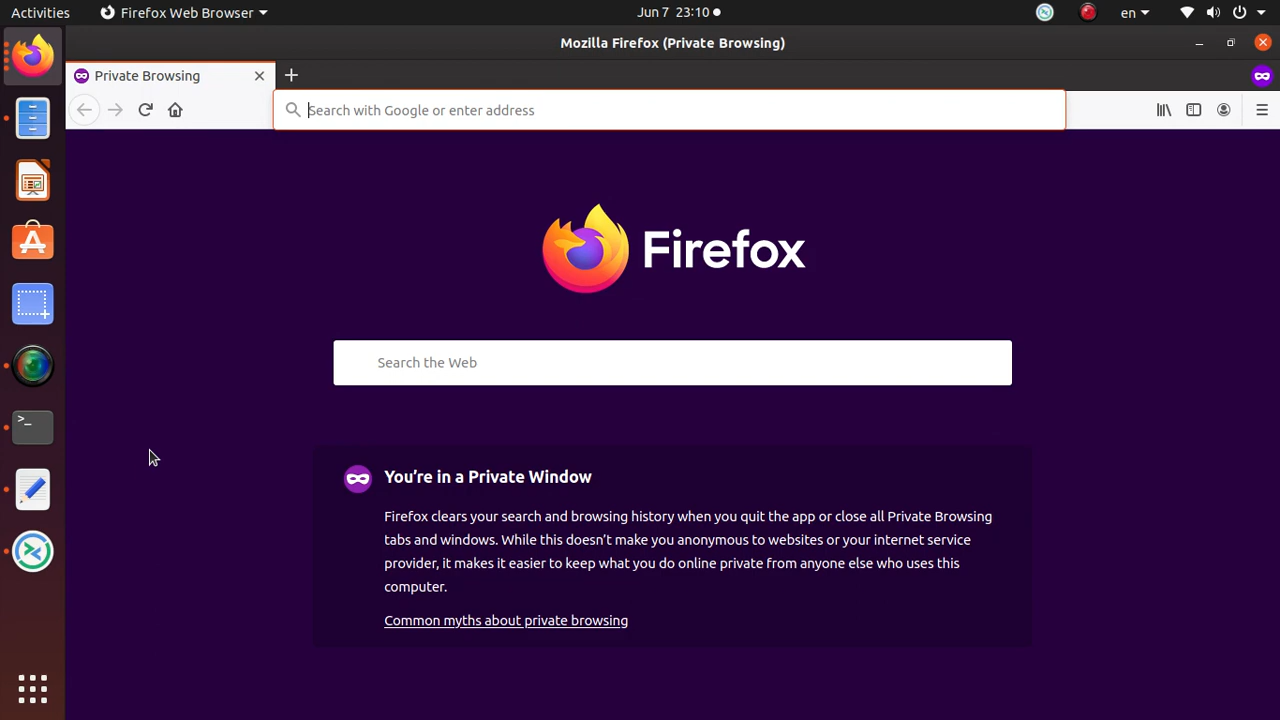 Activities
Firefox Web Browser
Jun 7 23:10
en
Mozilla Firefox (Private Browsing)
Private Browsing
Search with Google or enter address
Firefox
Search the Web
You're in a Private Window
Firefox clears your search and browsing history when you quit the app or close all Private Browsing
tabs and windows. While this doesn't make you anonymous to websites or your internet service
provider, it makes it easier to keep what you do online private from anyone else who uses this
computer.
Common myths about private browsing